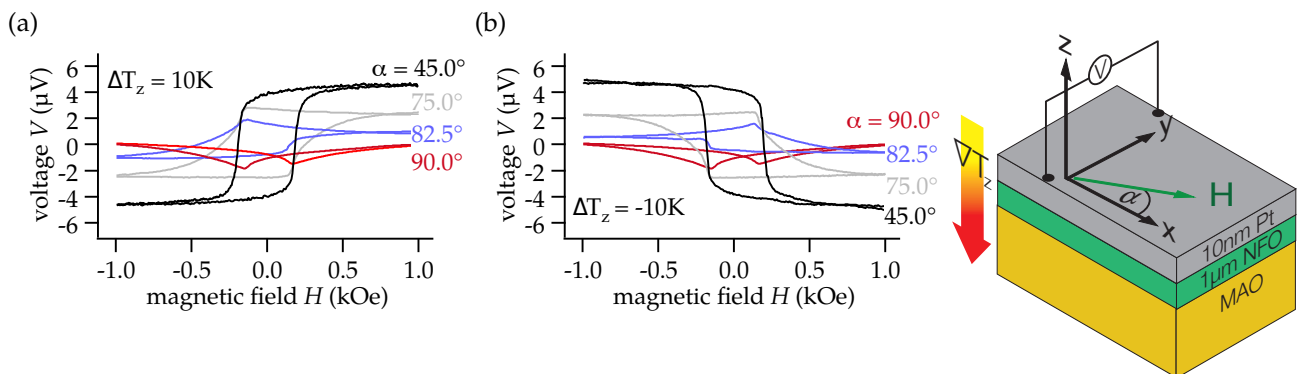 (a)
voltage V (µV)
6
4
2
0
-2
-4
-6
ΔT_z = 10K
α = 45.0°
75.0°
82.5°
90.0°
-1.0 -0.5 0.0 0.5 1.0
magnetic field H (kOe)
(b)
voltage V (µV)
6
4
2
0
-2
-4
-6
ΔT_z = -10K
α = 90.0°
82.5°
75.0°
45.0°
-1.0 -0.5 0.0 0.5 1.0
magnetic field H (kOe)
z
V
y
∇T_z
H
α
x
10nm Pt
1µm NFO
MAO